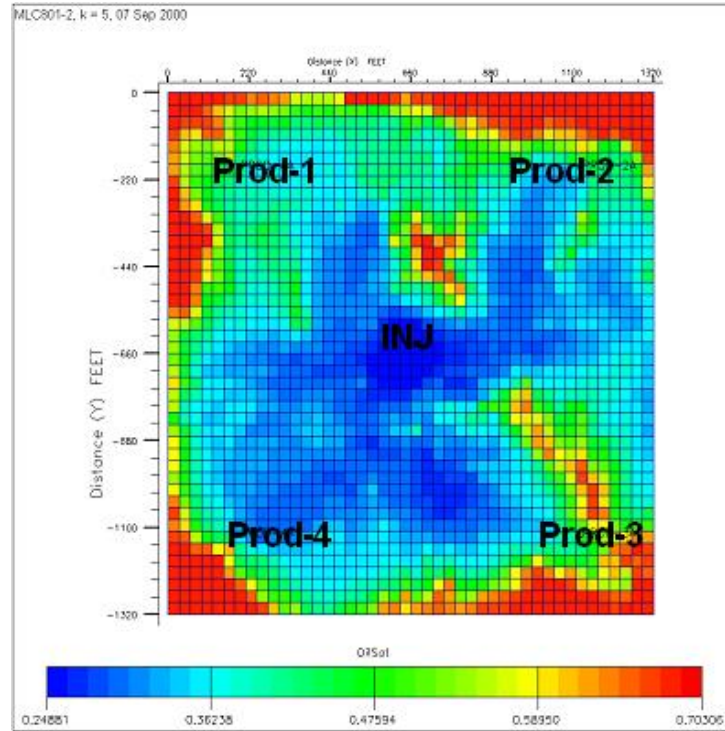 MLC801-2, k = 5, 07 Sep 2000
Distance (X) FEET
0 220 440 660 880 1100 1320
0
Prod-1 Prod-2
-220
-440
INJ
-660
Distance (Y) FEET
-880
-1100
Prod-4 Prod-3
-1320
0.24881 0.36238 0.47594 0.58950 0.70306